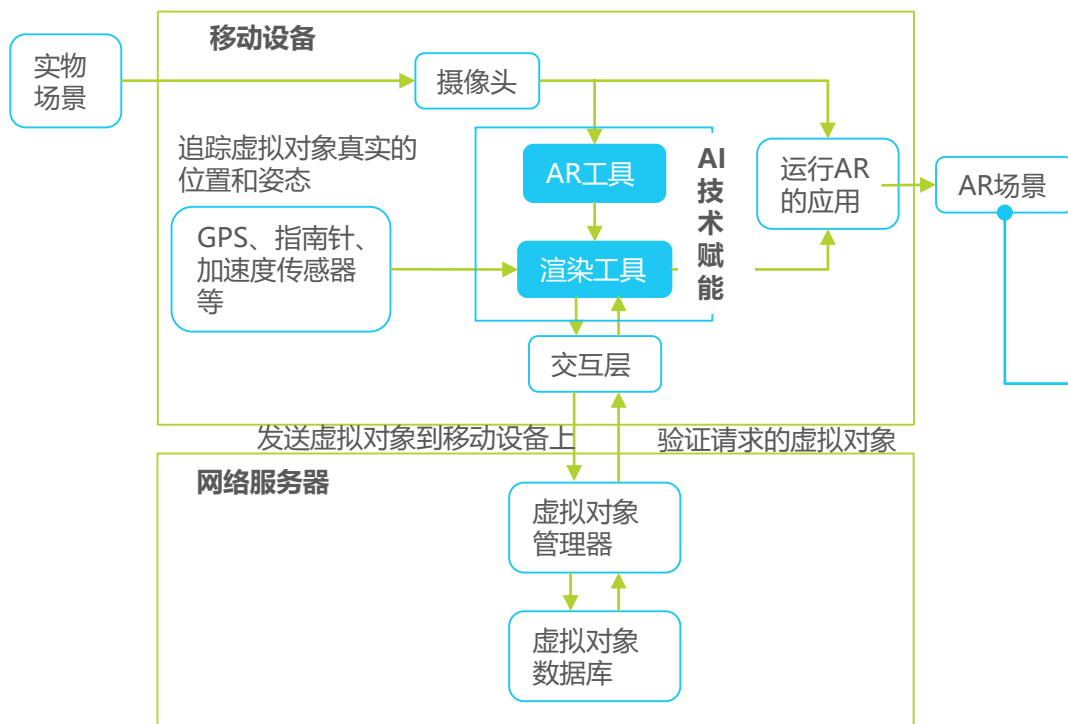 移动设备
实物
场景
摄像头
追踪虚拟对象真实的
位置和姿态
AR工具
AI
技
术
赋
能
运行AR
的应用
AR场景
GPS、指南针、
加速度传感器
等
渲染工具
交互层
发送虚拟对象到移动设备上
验证请求的虚拟对象
网络服务器
虚拟对象
管理器
虚拟对象
数据库